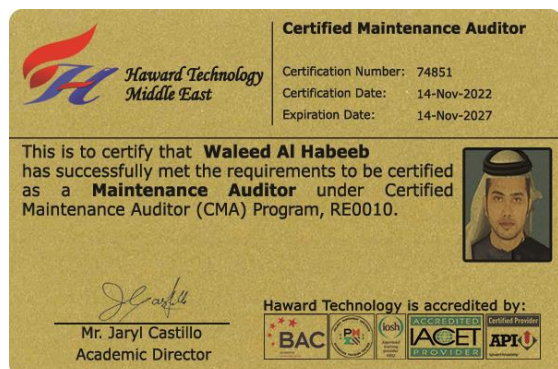 Certified Maintenance Auditor
Haward Technology
Middle East
Certification Number: 74851
Certification Date: 14-Nov-2022
Expiration Date: 14-Nov-2027
This is to certify that Waleed Al Habeeb
has successfully met the requirements to be certified
as a Maintenance Auditor under Certified
Maintenance Auditor (CMA) Program, RE0010.
Mr. Jaryl Castillo
Academic Director
Haward Technology is accredited by:
BAC
iosh
ACCREDITED
IACET
PROVIDER
Certified Provider
API U